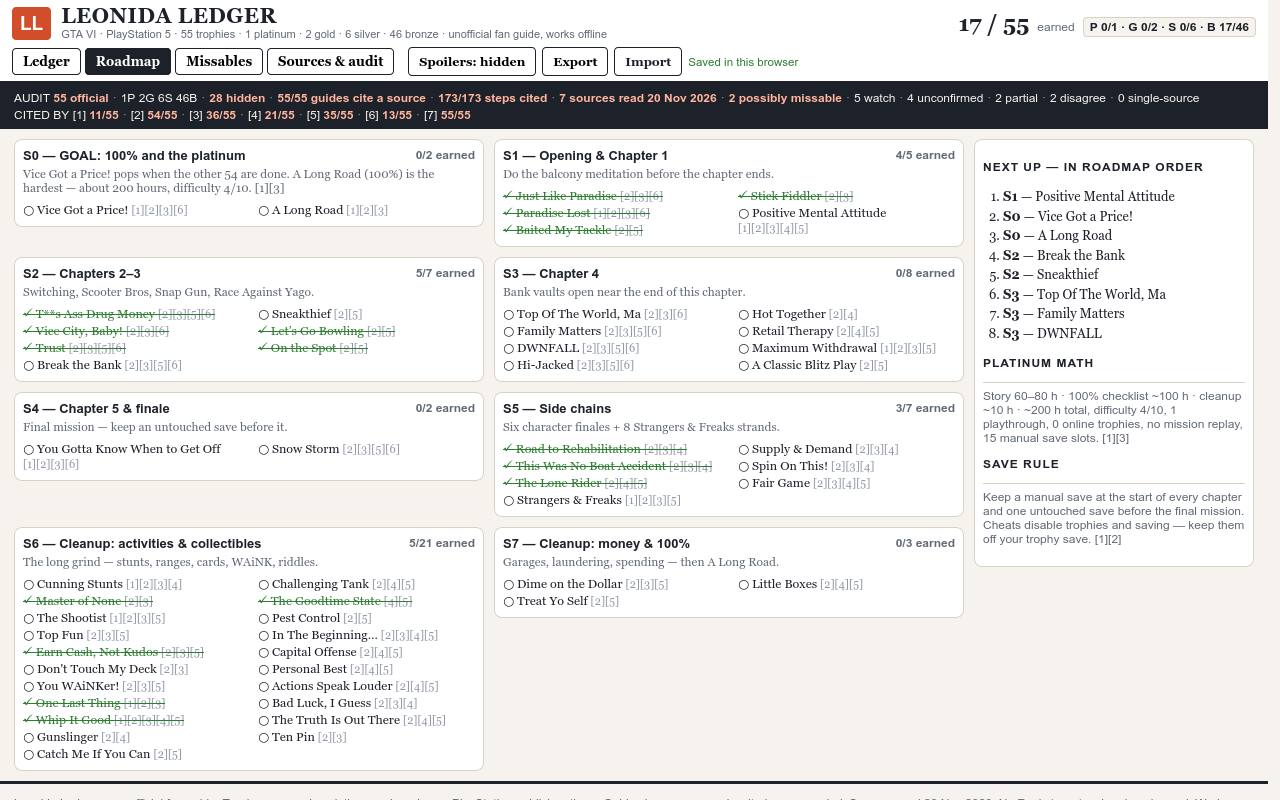 LL
LEONIDA LEDGER
GTA VI · PlayStation 5 · 55 trophies · 1 platinum · 2 gold · 6 silver · 46 bronze · unofficial fan guide, works offline
17 / 55 earned
P 0/1 · G 0/2 · S 0/6 · B 17/46
Ledger
Roadmap
Missables
Sources & audit
Spoilers: hidden
Export
Import
Saved in this browser
AUDIT 55 official · 1P 2G 6S 46B · 28 hidden · 55/55 guides cite a source · 173/173 steps cited · 7 sources read 20 Nov 2026 · 2 possibly missable · 5 watch · 4 unconfirmed · 2 partial · 2 disagree · 0 single-source
CITED BY [1] 11/55 · [2] 54/55 · [3] 36/55 · [4] 21/55 · [5] 35/55 · [6] 13/55 · [7] 55/55
S0 — GOAL: 100% and the platinum
0/2 earned
Vice Got a Price! pops when the other 54 are done. A Long Road (100%) is the
hardest — about 200 hours, difficulty 4/10. [1][3]
○ Vice Got a Price! [1][2][3][6]
○ A Long Road [1][2][3]
S1 — Opening & Chapter 1
4/5 earned
Do the balcony meditation before the chapter ends.
✓ Just Like Paradise [2][3][6]
✓ Paradise Lost [1][2][3][6]
✓ Baited My Tackle [2][5]
✓ Stick Fiddler [2][3]
○ Positive Mental Attitude
[1][2][3][4][5]
S2 — Chapters 2–3
5/7 earned
Switching, Scooter Bros, Snap Gun, Race Against Yago.
✓ T**s Ass Drug Money [2][3][5][6]
✓ Vice City, Baby! [2][3][6]
✓ Trust [2][3][5][6]
○ Break the Bank [2][3][5][6]
○ Sneakthief [2][5]
✓ Let's Go Bowling [2][5]
✓ On the Spot [2][5]
S3 — Chapter 4
0/8 earned
Bank vaults open near the end of this chapter.
○ Top Of The World, Ma [2][3][6]
○ Family Matters [2][3][5][6]
○ DWNFALL [2][3][5][6]
○ Hi-Jacked [2][3][5][6]
○ Hot Together [2][4]
○ Retail Therapy [2][4][5]
○ Maximum Withdrawal [1][2][3][5]
○ A Classic Blitz Play [2][5]
S4 — Chapter 5 & finale
0/2 earned
Final mission — keep an untouched save before it.
○ You Gotta Know When to Get Off
[1][2][3][6]
○ Snow Storm [2][3][5][6]
S5 — Side chains
3/7 earned
Six character finales + 8 Strangers & Freaks strands.
✓ Road to Rehabilitation [2][3][4]
✓ This Was No Boat Accident [2][3][4]
✓ The Lone Rider [2][4][5]
○ Strangers & Freaks [1][2][3][5]
○ Supply & Demand [2][3][4]
○ Spin On This! [2][3][4]
○ Fair Game [2][3][4][5]
S6 — Cleanup: activities & collectibles
5/21 earned
The long grind — stunts, ranges, cards, WAiNK, riddles.
○ Cunning Stunts [1][2][3][4]
✓ Master of None [2][3]
○ The Shootist [1][2][3][5]
○ Top Fun [2][3][5]
✓ Earn Cash, Not Kudos [2][3][5]
○ Don't Touch My Deck [2][3]
○ You WAiNKer! [2][3][5]
✓ One Last Thing [1][2][3]
✓ Whip It Good [1][2][3][4][5]
○ Gunslinger [2][4]
○ Catch Me If You Can [2][5]
○ Challenging Tank [2][4][5]
✓ The Goodtime State [4][5]
○ Pest Control [2][5]
○ In The Beginning... [2][3][4][5]
○ Capital Offense [2][4][5]
○ Personal Best [2][4][5]
○ Actions Speak Louder [2][4][5]
○ Bad Luck, I Guess [2][3][4]
○ The Truth Is Out There [2][4][5]
○ Ten Pin [2][3]
S7 — Cleanup: money & 100%
0/3 earned
Garages, laundering, spending — then A Long Road.
○ Dime on the Dollar [2][3][5]
○ Treat Yo Self [2][5]
○ Little Boxes [2][4][5]
NEXT UP — IN ROADMAP ORDER
1. S1 — Positive Mental Attitude
2. S0 — Vice Got a Price!
3. S0 — A Long Road
4. S2 — Break the Bank
5. S2 — Sneakthief
6. S3 — Top Of The World, Ma
7. S3 — Family Matters
8. S3 — DWNFALL
PLATINUM MATH
Story 60–80 h · 100% checklist ~100 h · cleanup
~10 h · ~200 h total, difficulty 4/10, 1
playthrough, 0 online trophies, no mission replay,
15 manual save slots. [1][3]
SAVE RULE
Keep a manual save at the start of every chapter
and one untouched save before the final mission.
Cheats disable trophies and saving — keep them
off your trophy save. [1][2]